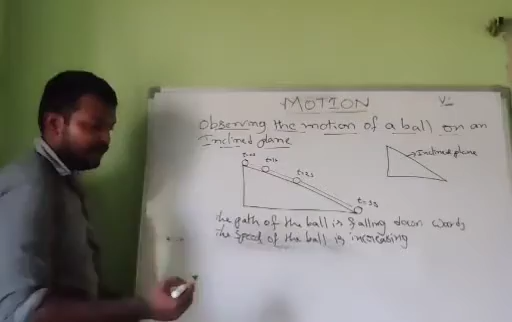 MOTION
V:
Observing the motion of a ball on an
Inclined plane
Inclined plane
t=0s t=1s t=2s
t=3s
The path of the ball is falling down words
The speed of the ball is increasing